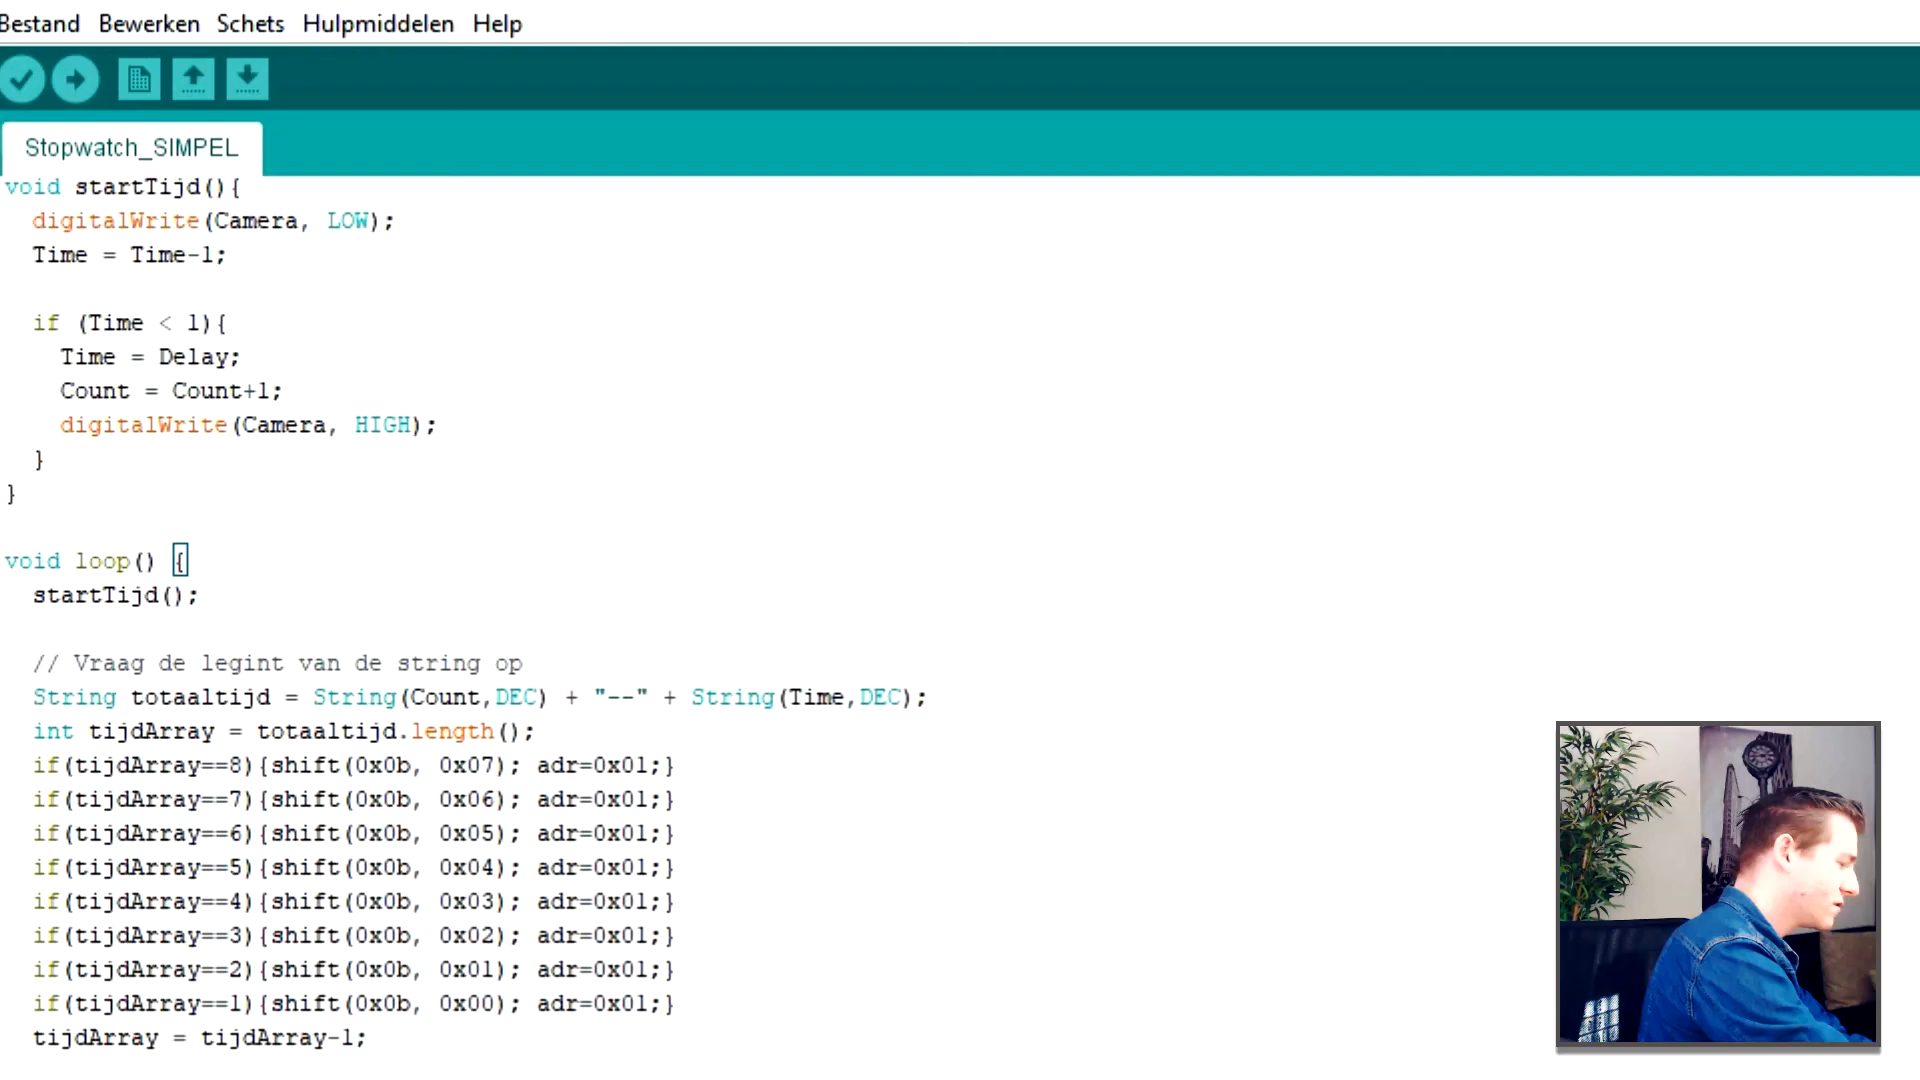 Bestand Bewerken Schets Hulpmiddelen Help
Stopwatch_SIMPEL
void startTijd(){
digitalWrite(Camera, LOW);
Time = Time-1;
if (Time < 1){
Time = Delay;
Count = Count+1;
digitalWrite(Camera, HIGH);
}
}
void loop() {
startTijd();
// Vraag de legint van de string op
String totaaltijd = String(Count,DEC) + "--" + String(Time,DEC);
int tijdArray = totaaltijd.length();
if(tijdArray==8){shift(0x0b, 0x07); adr=0x01;}
if(tijdArray==7){shift(0x0b, 0x06); adr=0x01;}
if(tijdArray==6){shift(0x0b, 0x05); adr=0x01;}
if(tijdArray==5){shift(0x0b, 0x04); adr=0x01;}
if(tijdArray==4){shift(0x0b, 0x03); adr=0x01;}
if(tijdArray==3){shift(0x0b, 0x02); adr=0x01;}
if(tijdArray==2){shift(0x0b, 0x01); adr=0x01;}
if(tijdArray==1){shift(0x0b, 0x00); adr=0x01;}
tijdArray = tijdArray-1;